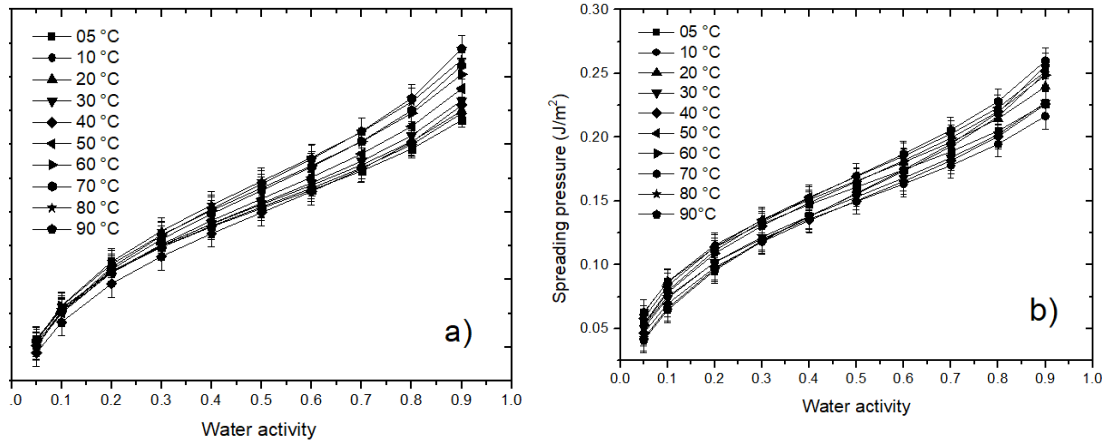 05 °C
10 °C
20 °C
30 °C
40 °C
50 °C
60 °C
70 °C
80 °C
90 °C
a)
.0 0.1 0.2 0.3 0.4 0.5 0.6 0.7 0.8 0.9 1.0
Water activity
Spreading pressure (J/m²)
0.30
0.25
0.20
0.15
0.10
0.05
05 °C
10 °C
20 °C
30 °C
40 °C
50 °C
60 °C
70 °C
80 °C
90°C
b)
0.0 0.1 0.2 0.3 0.4 0.5 0.6 0.7 0.8 0.9 1.0
Water activity